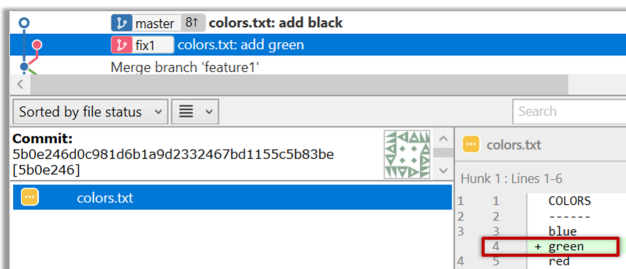 master 8↑ colors.txt: add black
fix1 colors.txt: add green
Merge branch 'feature1'
Sorted by file status
Search
Commit:
5b0e246d0c981d6b1a9d2332467bd1155c5b83be
[5b0e246]
colors.txt
colors.txt
Hunk 1 : Lines 1-6
1 1 COLORS
2 2 ------
3 3 blue
4 + green
4 5 red